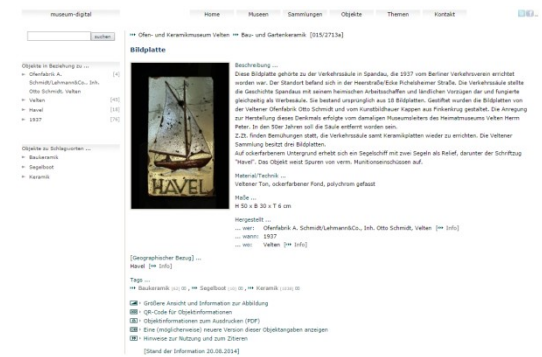 museum-digital
Home Museen Sammlungen Objekte Themen Kontakt
suchen
Ofen- und Keramikmuseum Velten Bau- und Gartenkeramik [015/2713a]
Bildplatte
Objekte in Beziehung zu ...
Ofenfabrik A. [4]
Schmidt/Lehmann&Co., Inh.
Otto Schmidt, Velten
Velten
Havel
1937
Objekte zu Schlagworten ...
Baukeramik
Segelboot
Keramik
HAVEL
Beschreibung ...
Diese Bildplatte gehörte zu der Verkehrssäule in Spandau, die 1937 vom Berliner Verkehrsverein errichtet
worden war. Der Standort befand sich in der Heerstraße/Ecke Pichelsheimer Straße. Die Verkehrssäule stellte
die Geschichte Spandaus mit seinem heimischen Arbeitsschaffen und ländlichen Vorzügen dar und fungierte
gleichzeitig als Werbesäule. Sie bestand ursprünglich aus 18 Bildplatten. Gestiftet wurden die Bildplatten von
der Veltener Ofenfabrik Otto Schmidt und vom Kunstbildhauer Kappes aus Finkenkrug gestaltet. Die Anregung
zur Herstellung dieses Denkmals erfolgte vom damaligen Museumsleiters des Heimatmuseums Velten Herrn
Peter. In den 50er Jahren soll die Säule entfernt worden sein.
Z.Zt. finden Bemühungen statt, die Verkehrssäule samt Keramikplatten wieder zu errichten. Die Veltener
Sammlung besitzt drei Bildplatten.
Auf ockerfarbenem Untergrund erhebt sich ein Segelschiff mit zwei Segeln als Relief, darunter der Schriftzug
"Havel". Das Objekt weist Spuren von verm. Munitionseinschlüssen auf.
Material/Technik ...
Veltener Ton, ockerfarbener Fond, polychrom gefasst
Maße ...
H 50 x B 30 x T 6 cm
Hergestellt ...
... wer: Ofenfabrik A. Schmidt/Lehmann&Co., Inh. Otto Schmidt, Velten [Info]
... wann: 1937
... wo: Velten [Info]
[Geographischer Bezug] ...
Havel [Info]
Tags ...
Baukeramik , Segelboot , Keramik
Größere Ansicht und Information zur Abbildung
QR-Code für Objektinformationen
Objektinformationen zum Ausdrucken (PDF)
Eine (möglicherweise) neuere Version dieser Objektangaben anzeigen
Hinweise zur Nutzung und zum Zitieren
[Stand der Information 20.08.2014]